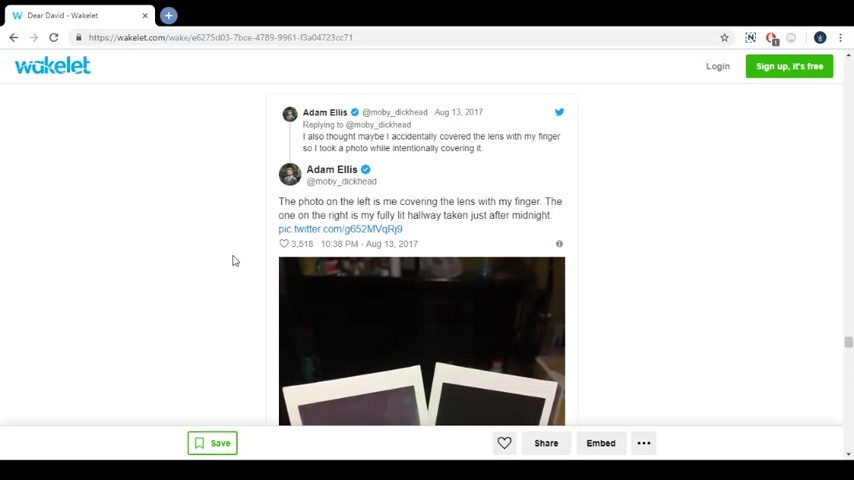 Dear David - Wakelet
https://wakelet.com/wake/e6275d03-7bce-4789-9961-f3a04723cc71
wakelet
Login
Sign up, it's free
Adam Ellis @moby_dickhead Aug 13, 2017
Replying to @moby_dickhead
I also thought maybe I accidentally covered the lens with my finger
so I took a photo while intentionally covering it.
Adam Ellis
@moby_dickhead
The photo on the left is me covering the lens with my finger. The
one on the right is my fully lit hallway taken just after midnight.
pic.twitter.com/g652MVqRj9
3,518 10:38 PM - Aug 13, 2017
Save
Share
Embed